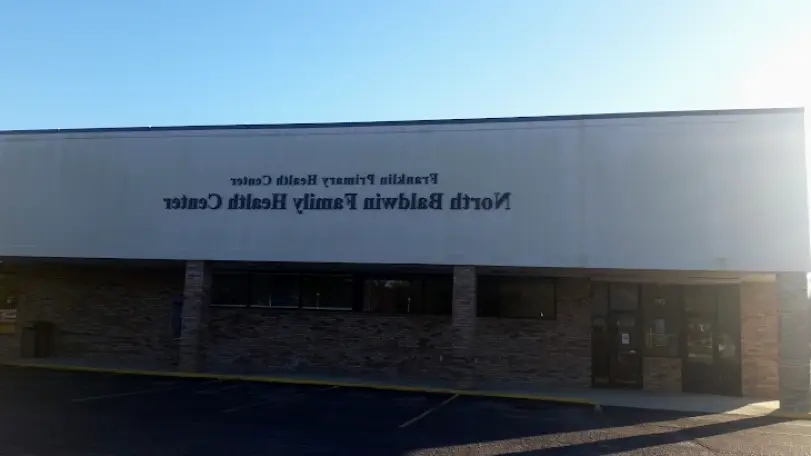 Franklin Primary Health Center
North Baldwin Family Health Center